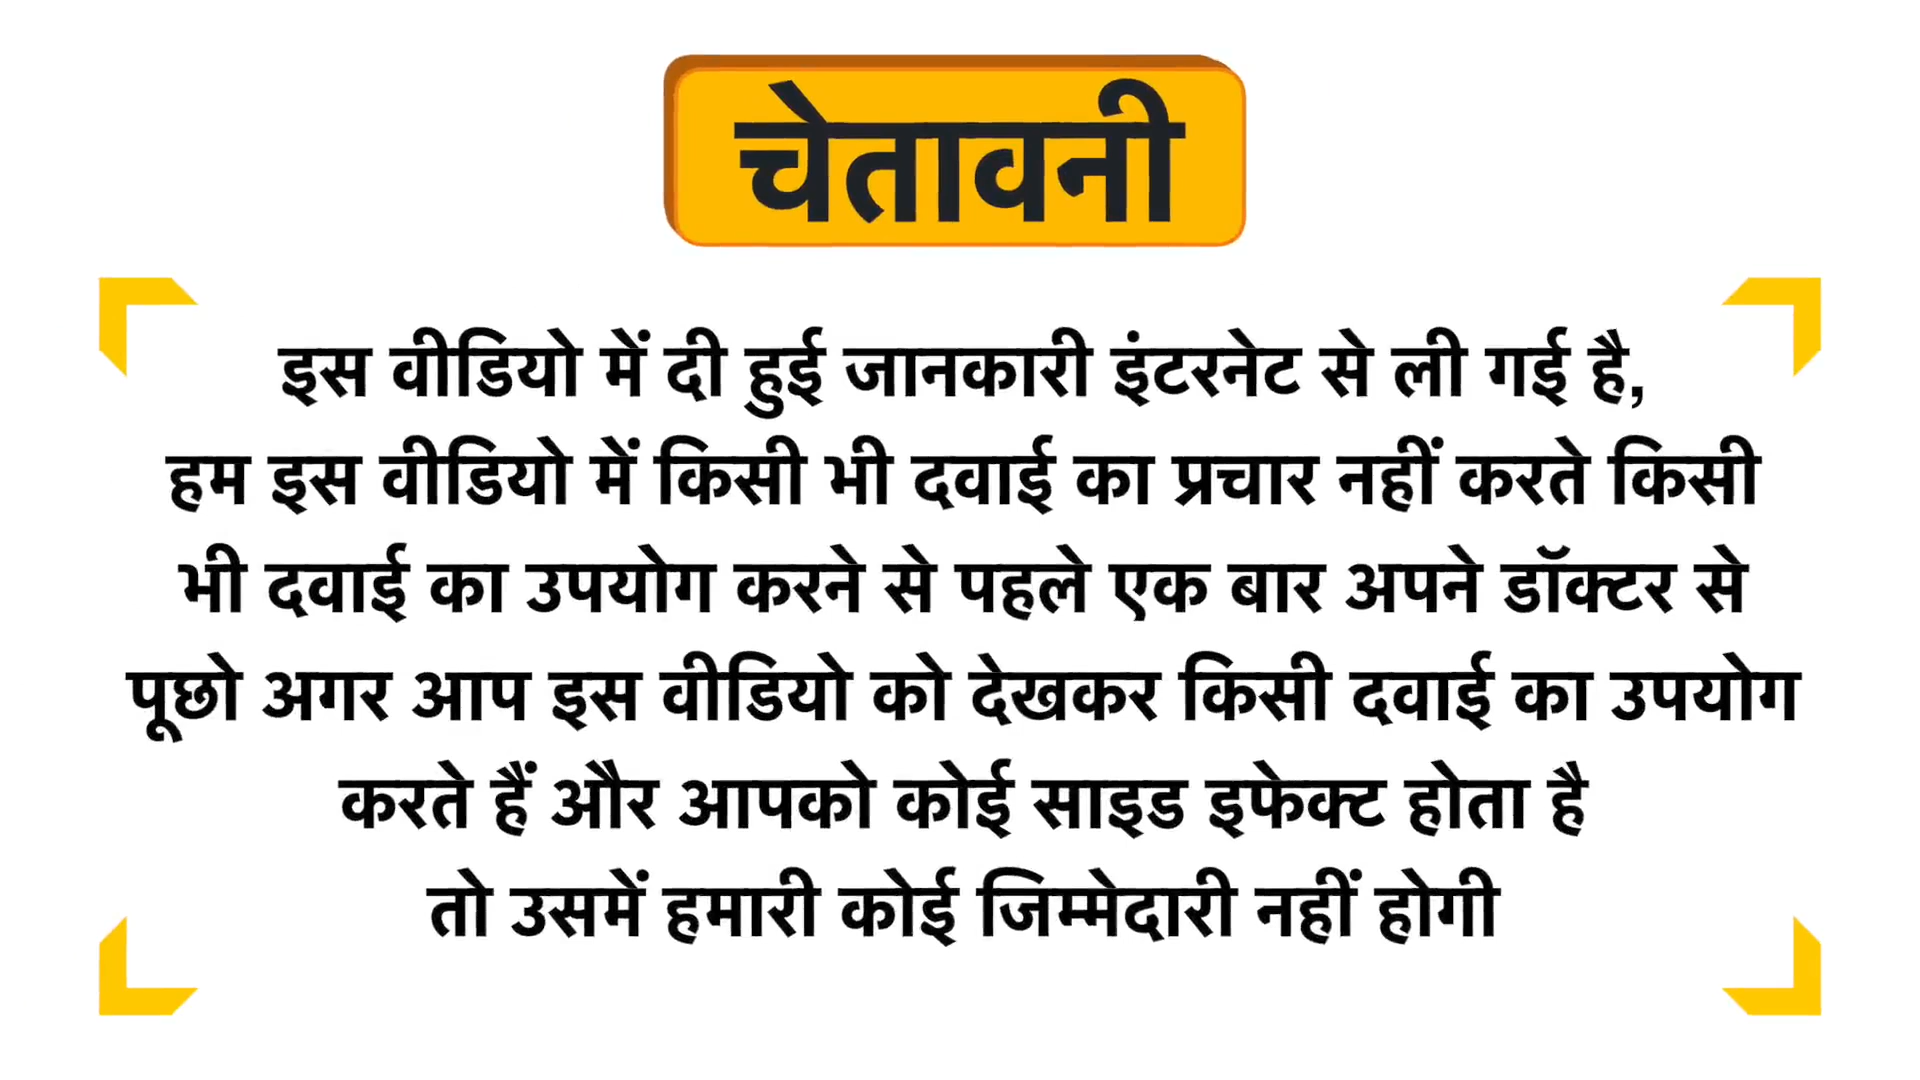 चेतावनी
इस वीडियो में दी हुई जानकारी इंटरनेट से ली गई है,
हम इस वीडियो में किसी भी दवाई का प्रचार नहीं करते किसी
भी दवाई का उपयोग करने से पहले एक बार अपने डॉक्टर से
पूछो अगर आप इस वीडियो को देखकर किसी दवाई का उपयोग
करते हैं और आपको कोई साइड इफेक्ट होता है
तो उसमें हमारी कोई जिम्मेदारी नहीं होगी